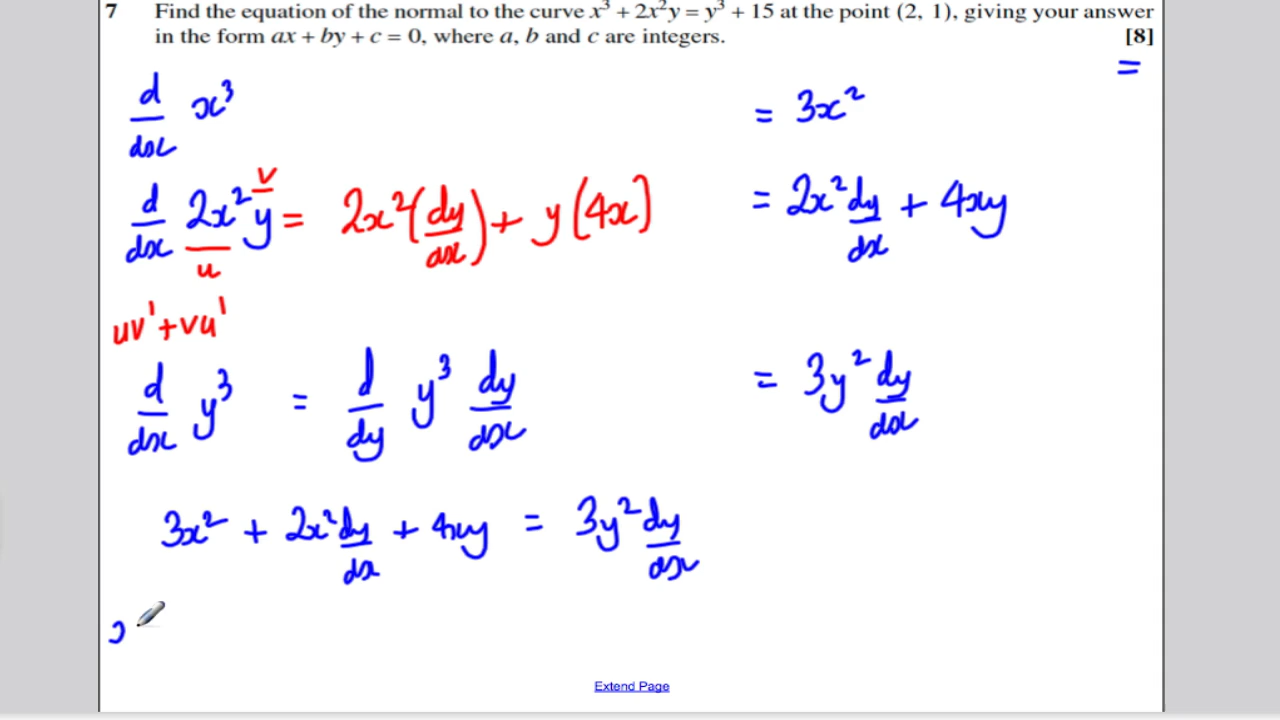 7 Find the equation of the normal to the curve x³ + 2x²y = y³ + 15 at the point (2, 1), giving your answer
in the form ax + by + c = 0, where a, b and c are integers. [8]
=
d/dx x³ = 3x²
d/dx 2x²y = 2x²(dy/dx) + y(4x) = 2x² dy/dx + 4xy
v
u
uv' + vu'
d/dx y³ = d/dy y³ dy/dx = 3y² dy/dx
3x² + 2x² dy/dx + 4xy = 3y² dy/dx
Extend Page